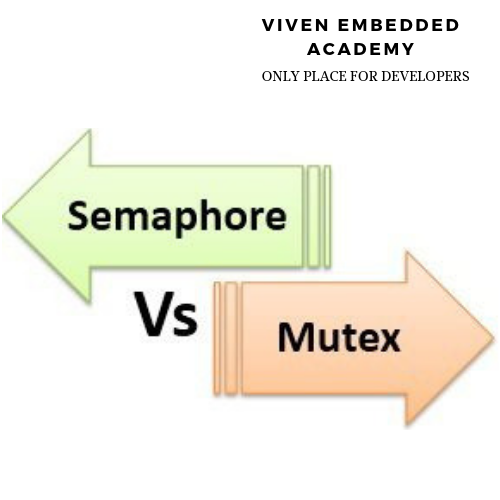 VIVEN EMBEDDED
ACADEMY
ONLY PLACE FOR DEVELOPERS
Semaphore
Vs
Mutex